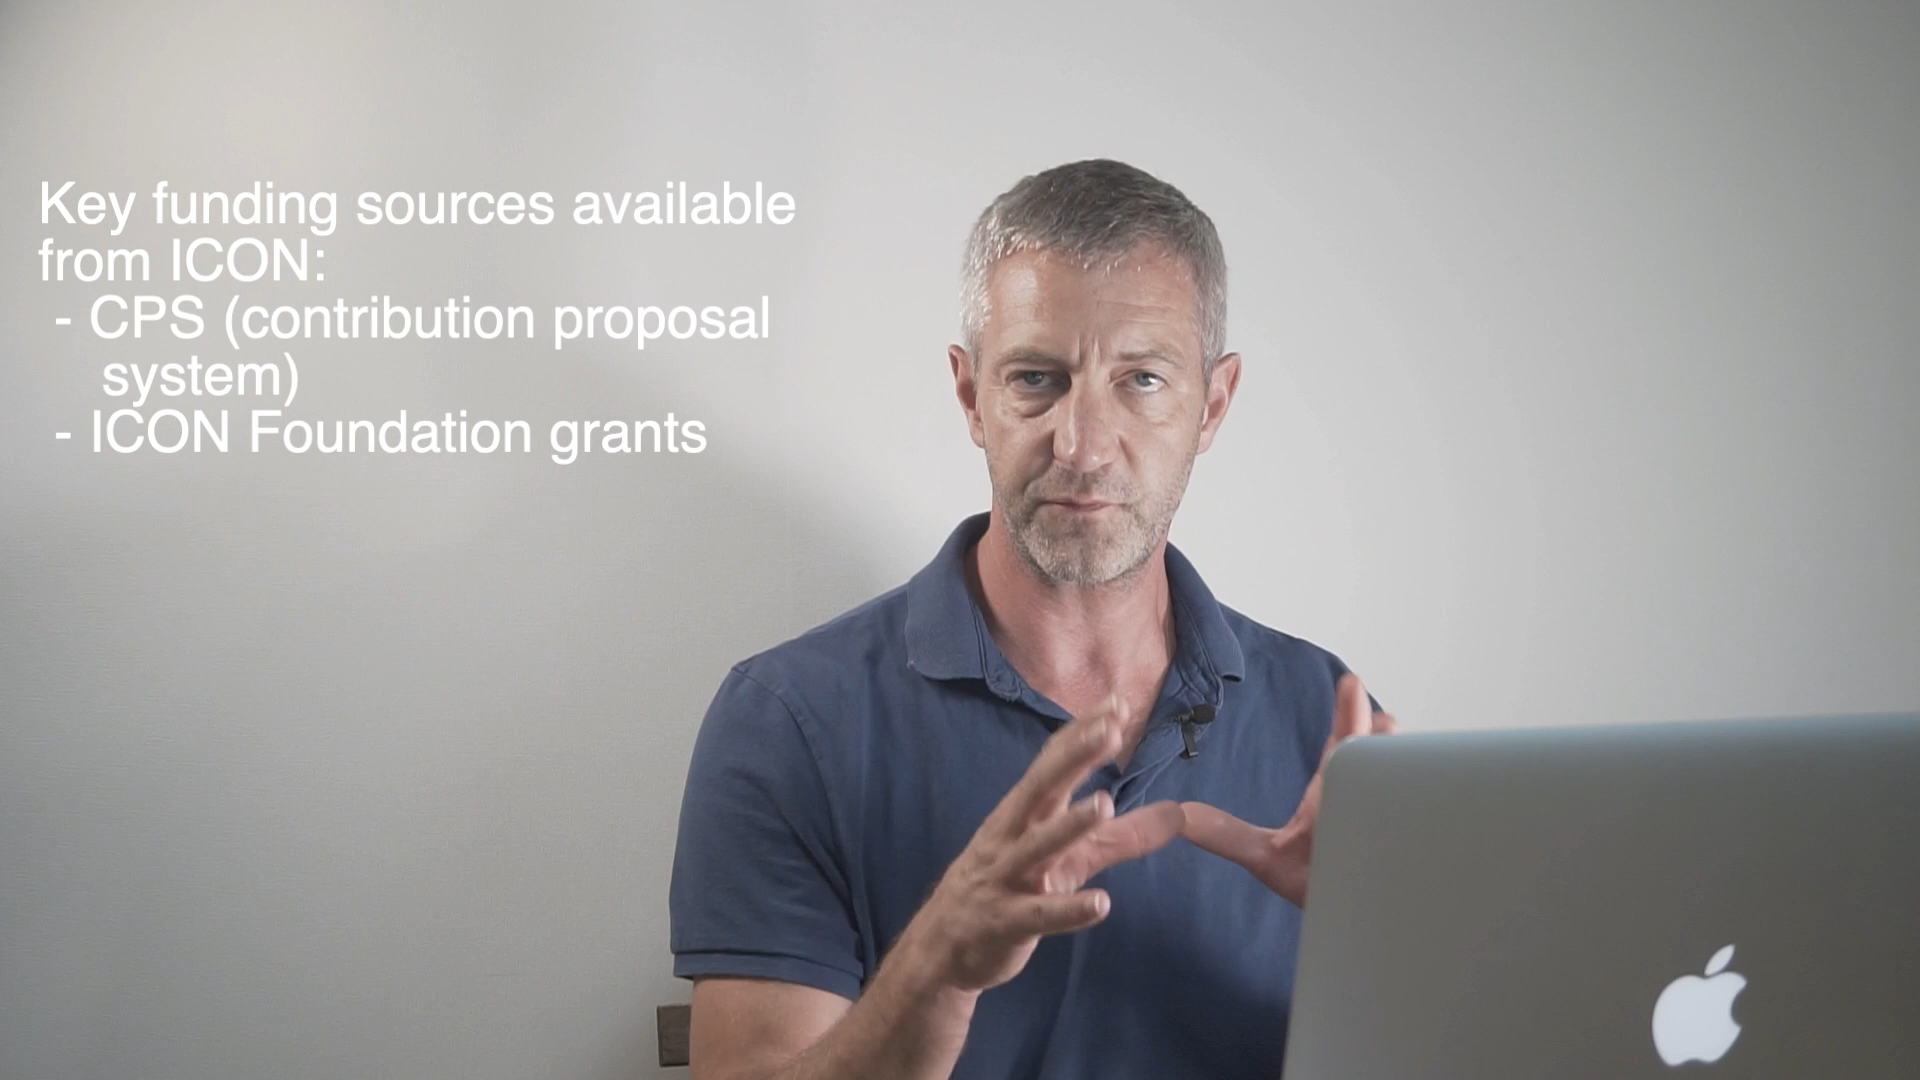 Key funding sources available
from ICON:
- CPS (contribution proposal
system)
- ICON Foundation grants